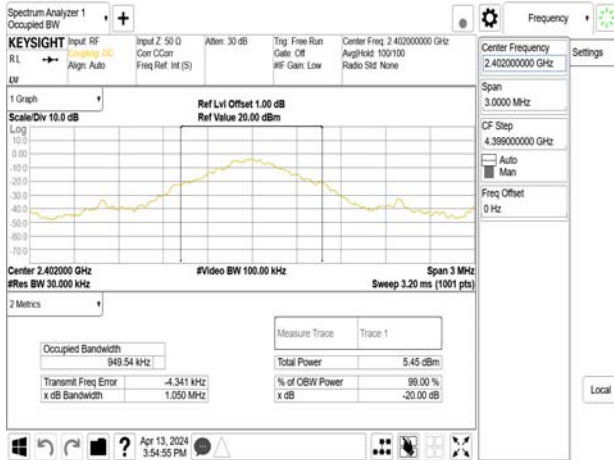 Spectrum Analyzer 1
Occupied BW
Frequency
KEYSIGHT
RL
Input: RF
Coupling: DC
Align: Auto
Input Z: 50 Ω
Corr CCorr
Freq Ref: Int (S)
Atten: 30 dB
Trig: Free Run
Gate: Off
#IF Gain: Low
Center Freq: 2.402000000 GHz
Avg|Hold: 100/100
Radio Std: None
Center Frequency
2.402000000 GHz
Settings
Span
3.0000 MHz
CF Step
4.399000000 GHz
Auto
Man
Freq Offset
0 Hz
Local
1 Graph
Scale/Div 10.0 dB
Ref Lvl Offset 1.00 dB
Ref Value 20.00 dBm
Log
10.0
0.00
-10.0
-20.0
-30.0
-40.0
-50.0
-60.0
-70.0
Center 2.402000 GHz
#Video BW 100.00 kHz
Span 3 MHz
#Res BW 30.000 kHz
Sweep 3.20 ms (1001 pts)
2 Metrics
Measure Trace
Trace 1
Occupied Bandwidth
949.54 kHz
Total Power
5.45 dBm
Transmit Freq Error
-4.341 kHz
% of OBW Power
99.00 %
x dB Bandwidth
1.050 MHz
x dB
-20.00 dB
Apr 13, 2024
3:54:55 PM